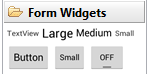 Form Widgets
TextView Large Medium Small
Button Small OFF